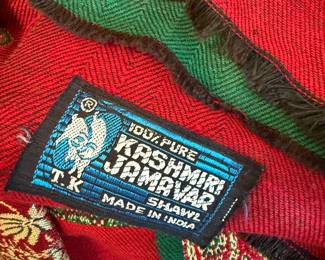 ®
100% PURE
KASHMIRI
JAMAVAR
SHAWL
T.K
MADE IN INDIA